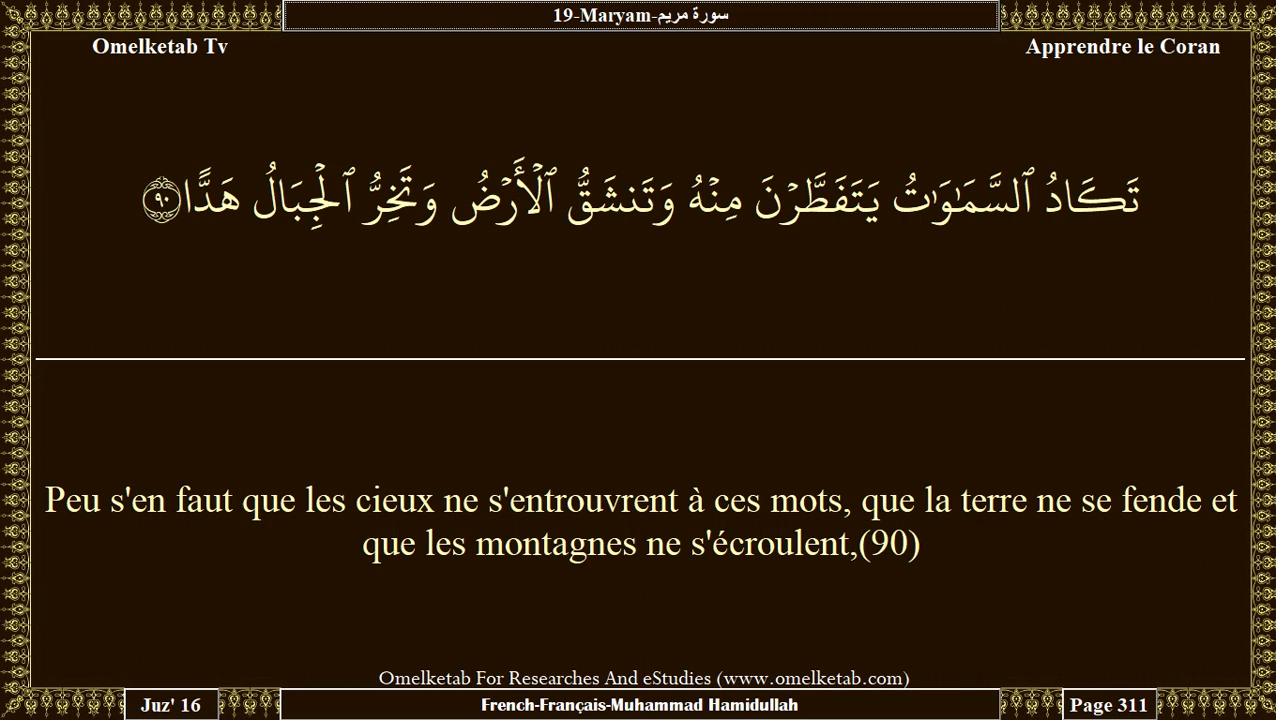 19-Maryam-سورة مريم
Omelketab Tv
Apprendre le Coran
تَكَادُ ٱلسَّمَـٰوَٰتُ يَتَفَطَّرْنَ مِنْهُ وَتَنشَقُّ ٱلْأَرْضُ وَتَخِرُّ ٱلْجِبَالُ هَدًّا ٩٠
Peu s'en faut que les cieux ne s'entrouvrent à ces mots, que la terre ne se fende et
que les montagnes ne s'écroulent,(90)
Omelketab For Researches And eStudies (www.omelketab.com)
Juz' 16
French-Français-Muhammad Hamidullah
Page 311